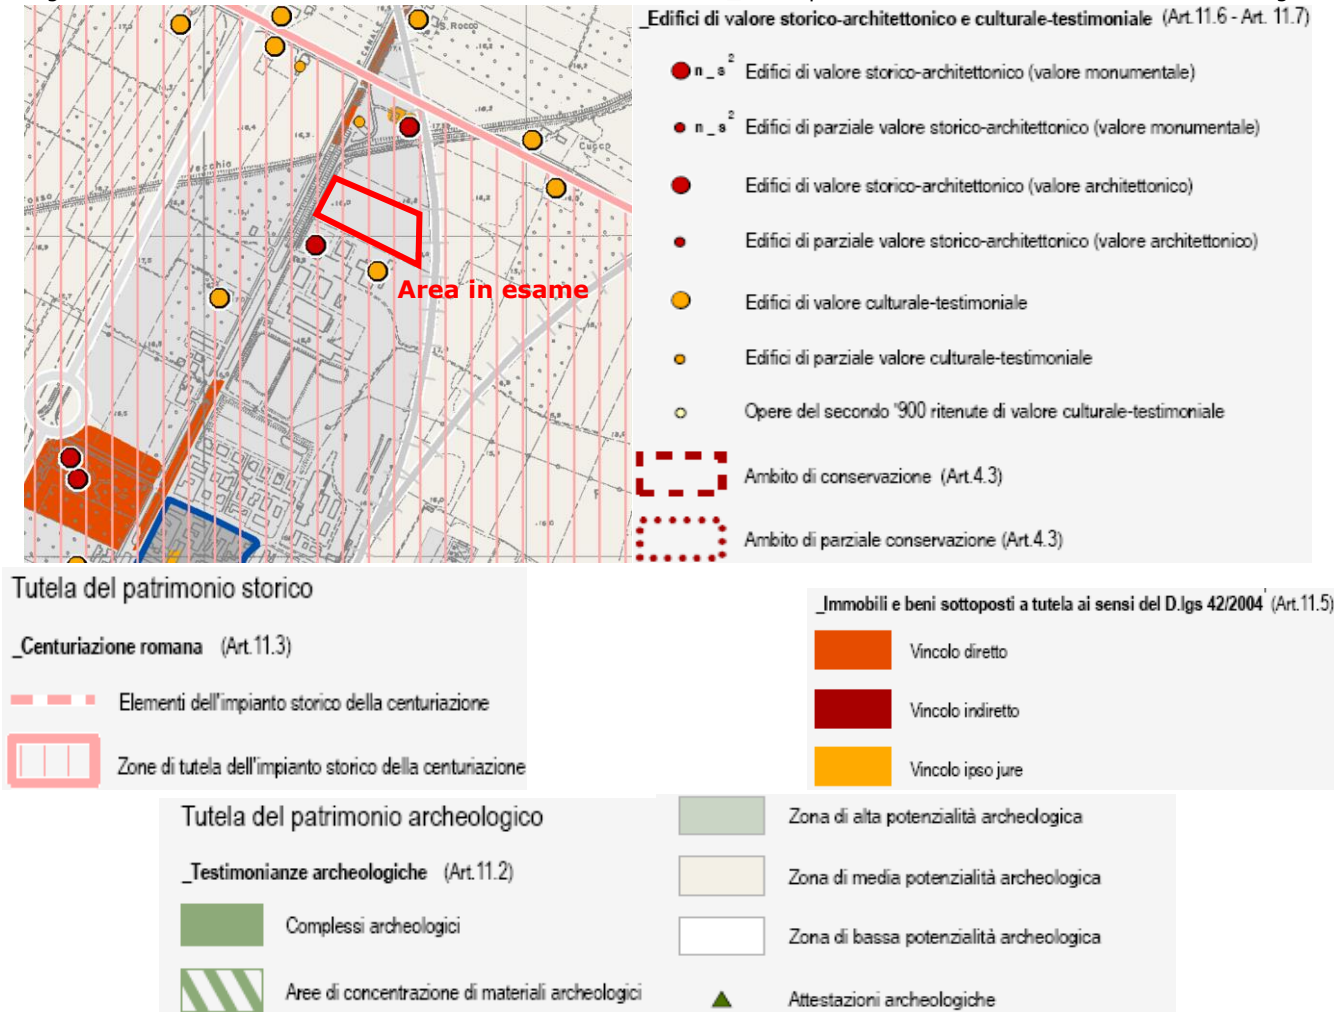 S. Rocco
CANAL
Vecchio
Cucco
Area in esame
_Edifici di valore storico-architettonico e culturale-testimoniale (Art.11.6 - Art. 11.7)
n_s² Edifici di valore storico-architettonico (valore monumentale)
n_s² Edifici di parziale valore storico-architettonico (valore monumentale)
Edifici di valore storico-architettonico (valore architettonico)
Edifici di parziale valore storico-architettonico (valore architettonico)
Edifici di valore culturale-testimoniale
Edifici di parziale valore culturale-testimoniale
Opere del secondo '900 ritenute di valore culturale-testimoniale
Ambito di conservazione (Art.4.3)
Ambito di parziale conservazione (Art.4.3)
Tutela del patrimonio storico
_Centuriazione romana (Art.11.3)
Elementi dell'impianto storico della centuriazione
Zone di tutela dell'impianto storico della centuriazione
_Immobili e beni sottoposti a tutela ai sensi del D.lgs 42/2004 (Art.11.5)
Vincolo diretto
Vincolo indiretto
Vincolo ipso jure
Tutela del patrimonio archeologico
_Testimonianze archeologiche (Art.11.2)
Complessi archeologici
Aree di concentrazione di materiali archeologici
Zona di alta potenzialità archeologica
Zona di media potenzialità archeologica
Zona di bassa potenzialità archeologica
Attestazioni archeologiche